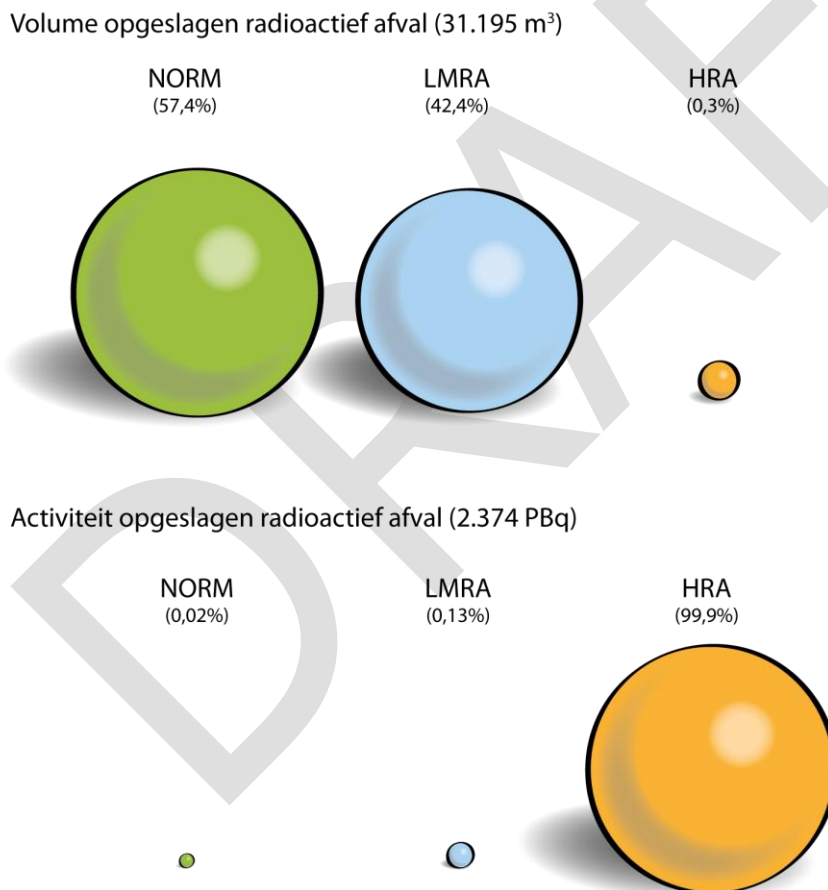 Volume opgeslagen radioactief afval (31.195 m³)
NORM LMRA HRA
(57,4%) (42,4%) (0,3%)
Activiteit opgeslagen radioactief afval (2.374 PBq)
NORM LMRA HRA
(0,02%) (0,13%) (99,9%)
DRAF